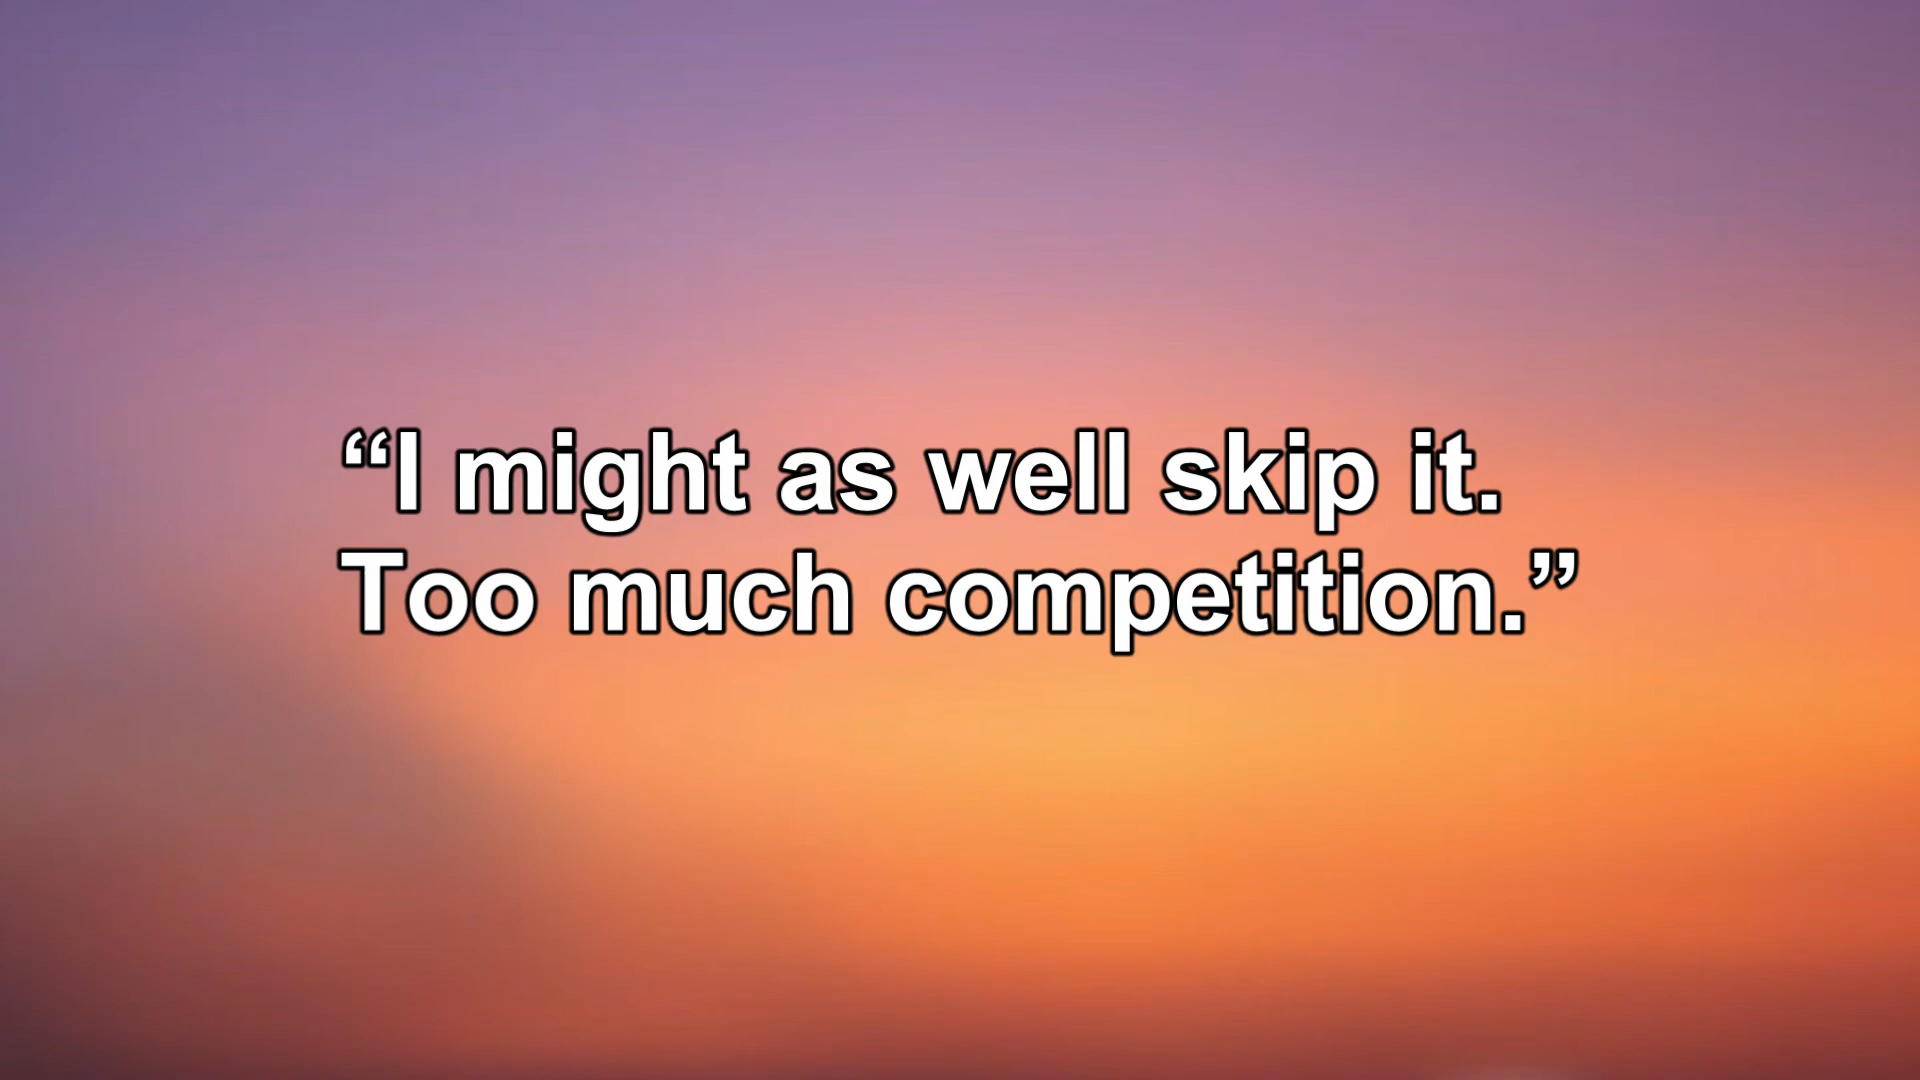 “I might as well skip it.
Too much competition.”